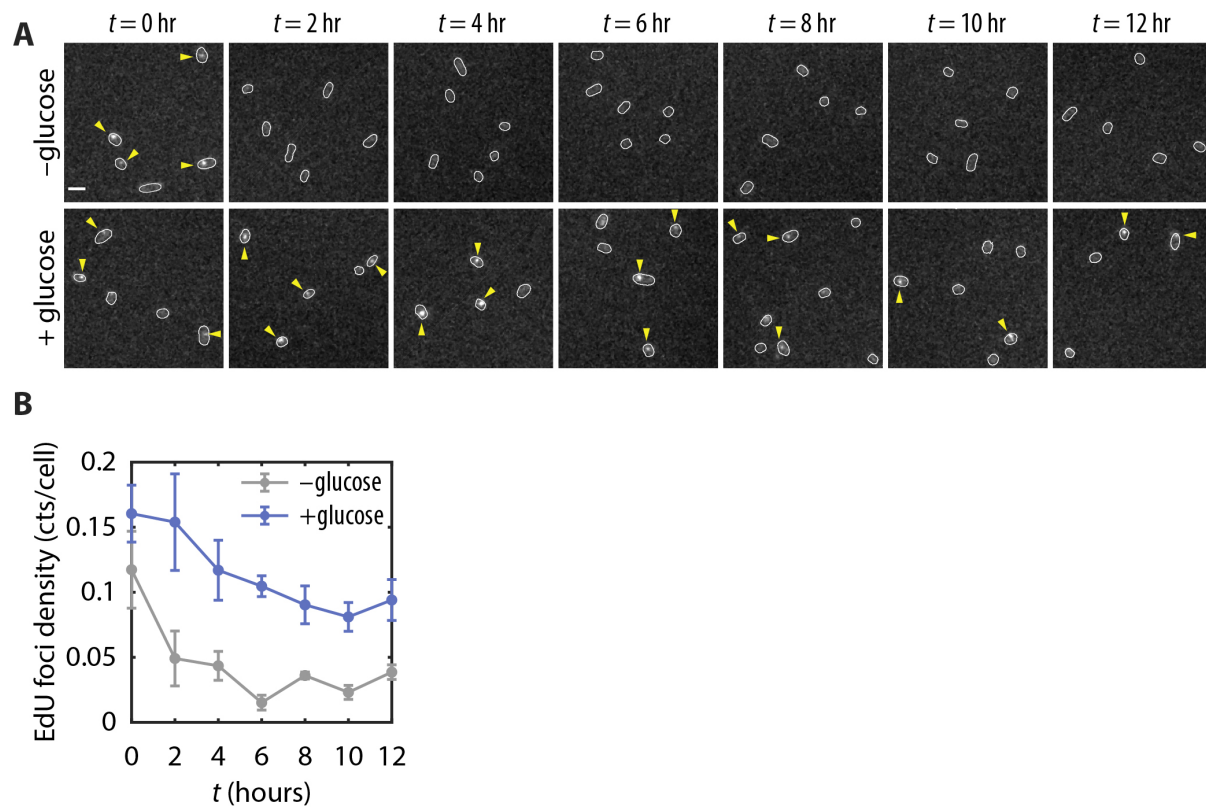 A
t = 0 hr
t = 2 hr
t = 4 hr
t = 6 hr
t = 8 hr
t = 10 hr
t = 12 hr
–glucose
+ glucose
B
EdU foci density (cts/cell)
0.2
0.15
0.1
0.05
0
–glucose
+glucose
0 2 4 6 8 10 12
t (hours)